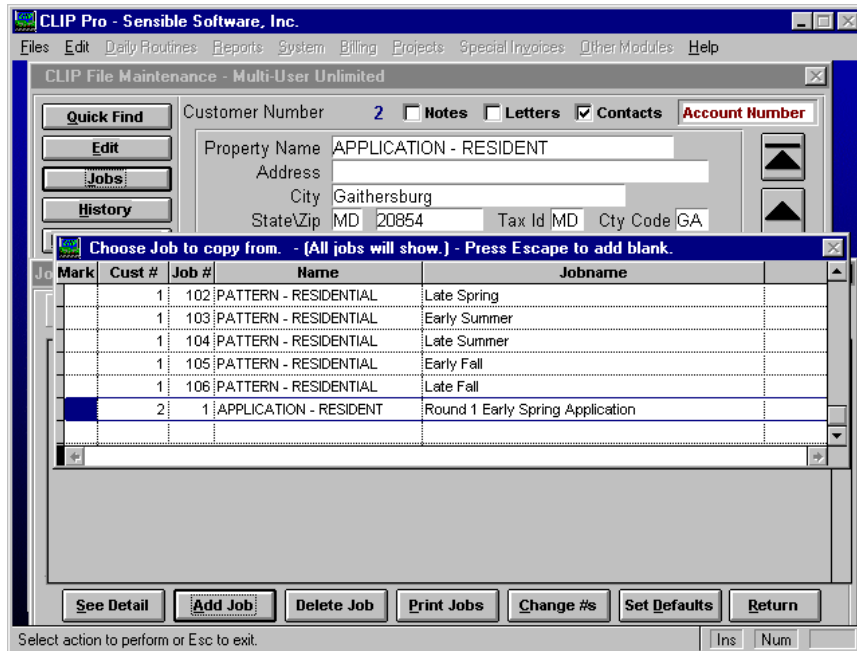 CLIP Pro - Sensible Software, Inc.
Files Edit Daily Routines Reports System Billing Projects Special Invoices Other Modules Help
CLIP File Maintenance - Multi-User Unlimited
Quick Find Customer Number 2 Notes Letters Contacts Account Number
Edit Property Name APPLICATION - RESIDENT
Jobs Address
City Gaithersburg
History State\Zip MD 20854 Tax Id MD Cty Code GA
Choose Job to copy from. - (All jobs will show.) - Press Escape to add blank.
Jo
Mark Cust # Job # Name Jobname
1 102 PATTERN - RESIDENTIAL Late Spring
1 103 PATTERN - RESIDENTIAL Early Summer
1 104 PATTERN - RESIDENTIAL Late Summer
1 105 PATTERN - RESIDENTIAL Early Fall
1 106 PATTERN - RESIDENTIAL Late Fall
2 1 APPLICATION - RESIDENT Round 1 Early Spring Application
See Detail Add Job Delete Job Print Jobs Change #s Set Defaults Return
Select action to perform or Esc to exit. Ins Num